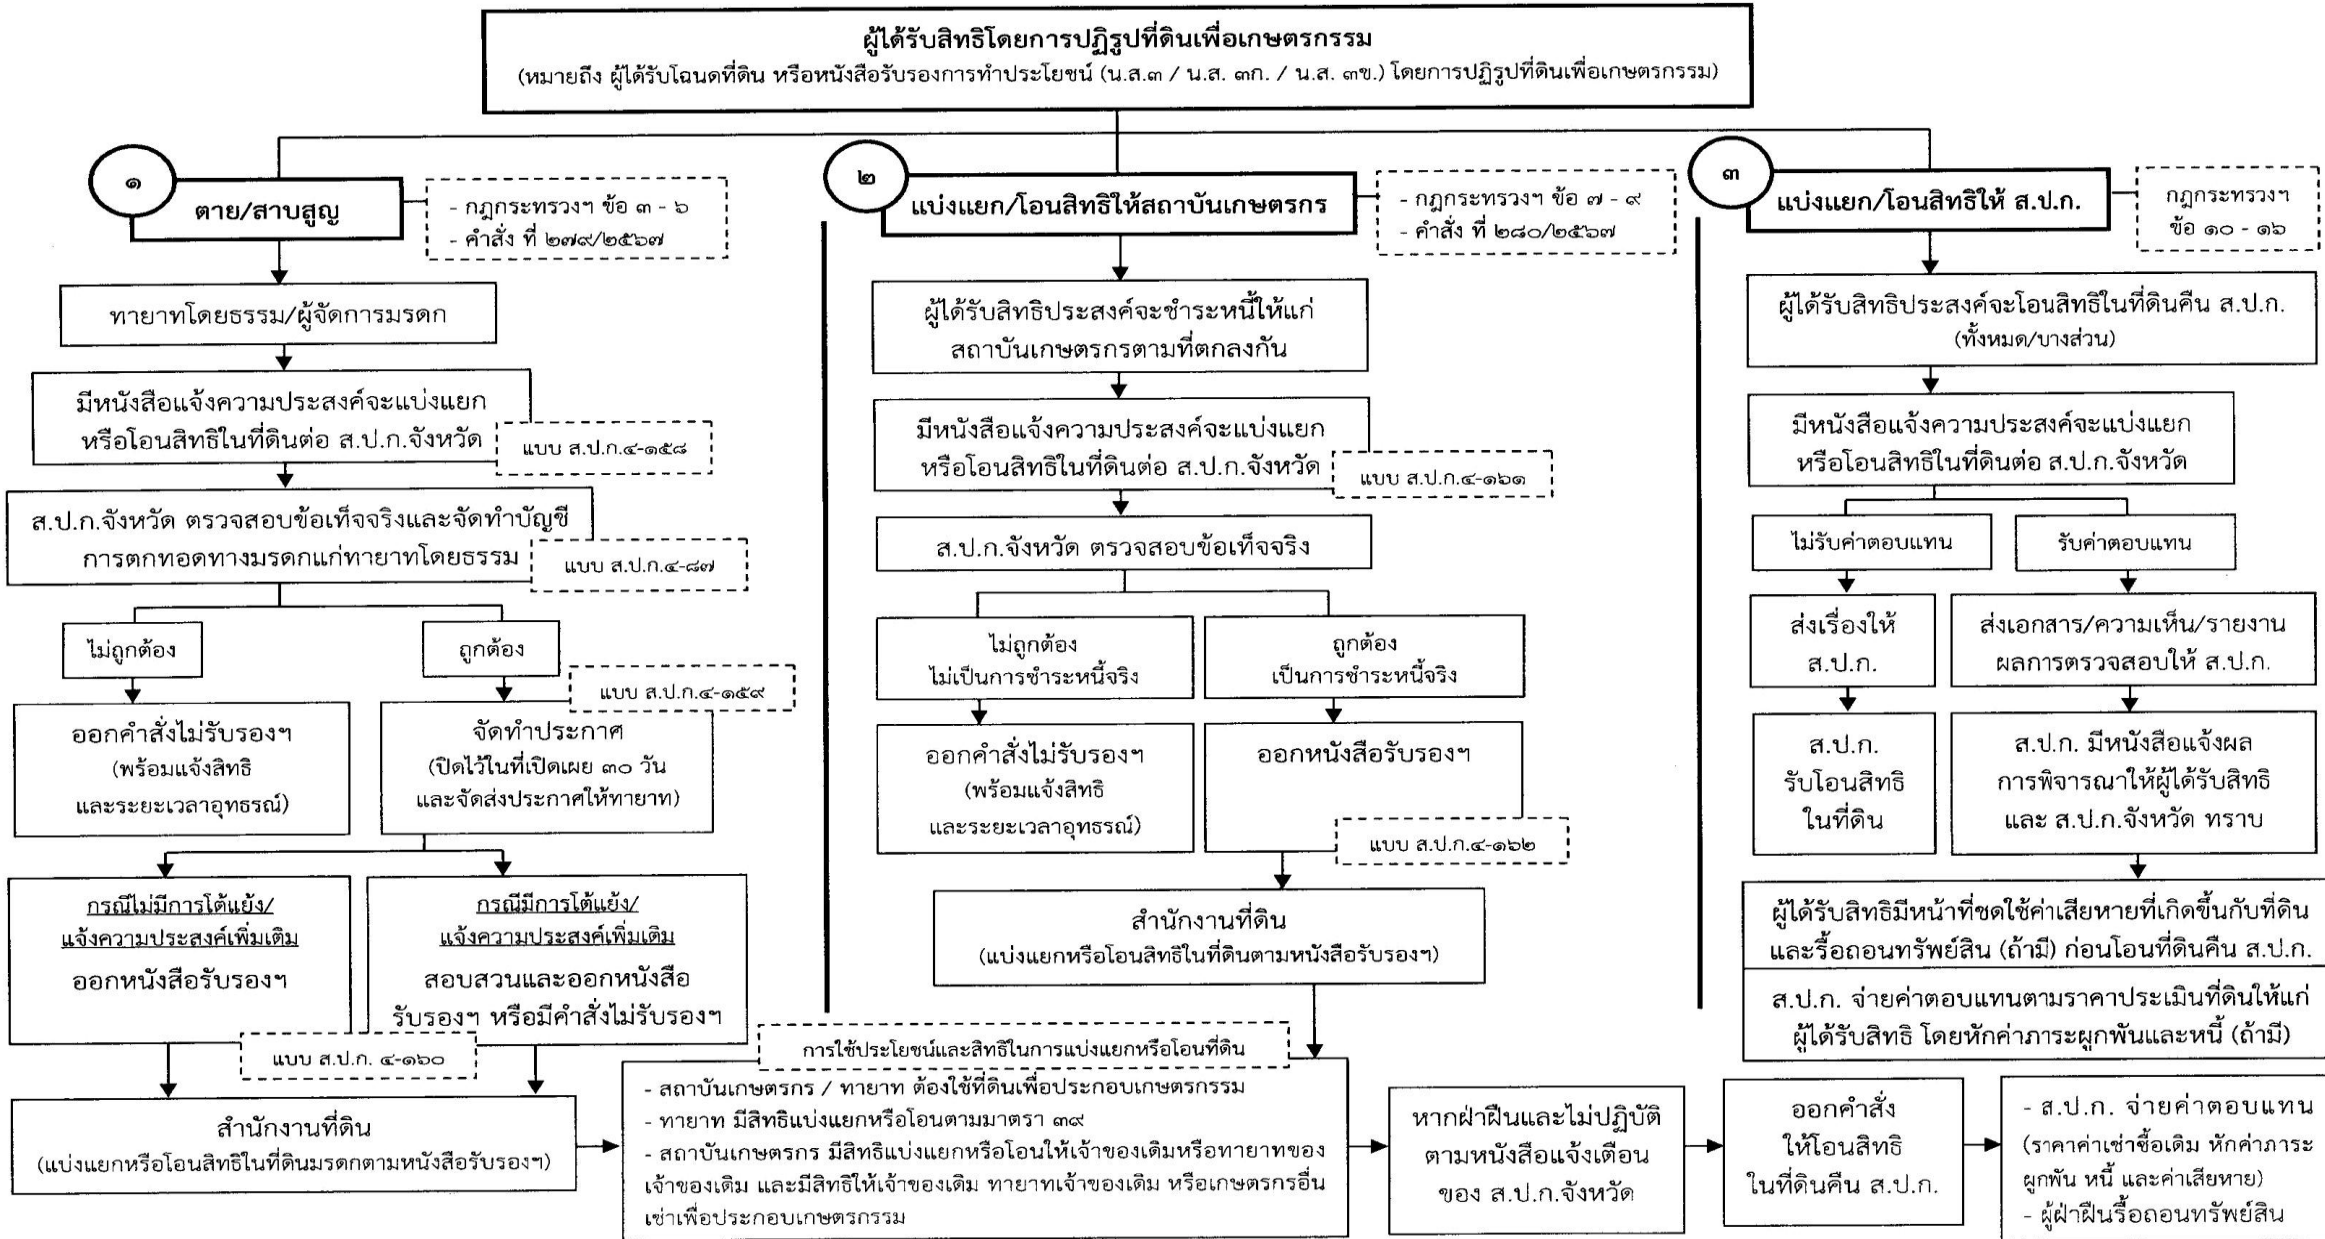 ผู้ได้รับสิทธิโดยการปฏิรูปที่ดินเพื่อเกษตรกรรม
(หมายถึง ผู้ได้รับโฉนดที่ดิน หรือหนังสือรับรองการทำประโยชน์ (น.ส.๓ / น.ส. ๓ก. / น.ส. ๓ข.) โดยการปฏิรูปที่ดินเพื่อเกษตรกรรม)
๑
ตาย/สาบสูญ
- กฎกระทรวงฯ ข้อ ๓ - ๖
- คำสั่ง ที่ ๒๗๙/๒๕๖๗
ทายาทโดยธรรม/ผู้จัดการมรดก
มีหนังสือแจ้งความประสงค์จะแบ่งแยก
หรือโอนสิทธิในที่ดินต่อ ส.ป.ก.จังหวัด
แบบ ส.ป.ก.๔-๑๕๘
ส.ป.ก.จังหวัด ตรวจสอบข้อเท็จจริงและจัดทำบัญชี
การตกทอดทางมรดกแก่ทายาทโดยธรรม
แบบ ส.ป.ก.๔-๘๗
ไม่ถูกต้อง
ถูกต้อง
แบบ ส.ป.ก.๔-๑๕๙
ออกคำสั่งไม่รับรองฯ
(พร้อมแจ้งสิทธิ
และระยะเวลาอุทธรณ์)
จัดทำประกาศ
(ปิดไว้ในที่เปิดเผย ๓๐ วัน
และจัดส่งประกาศให้ทายาท)
กรณีไม่มีการโต้แย้ง/
แจ้งความประสงค์เพิ่มเติม
ออกหนังสือรับรองฯ
กรณีมีการโต้แย้ง/
แจ้งความประสงค์เพิ่มเติม
สอบสวนและออกหนังสือ
รับรองฯ หรือมีคำสั่งไม่รับรองฯ
แบบ ส.ป.ก. ๔-๑๖๐
สำนักงานที่ดิน
(แบ่งแยกหรือโอนสิทธิในที่ดินมรดกตามหนังสือรับรองฯ)
๒
แบ่งแยก/โอนสิทธิให้สถาบันเกษตรกร
- กฎกระทรวงฯ ข้อ ๗ - ๙
- คำสั่ง ที่ ๒๘๐/๒๕๖๗
ผู้ได้รับสิทธิประสงค์จะชำระหนี้ให้แก่
สถาบันเกษตรกรตามที่ตกลงกัน
มีหนังสือแจ้งความประสงค์จะแบ่งแยก
หรือโอนสิทธิในที่ดินต่อ ส.ป.ก.จังหวัด
แบบ ส.ป.ก.๔-๑๖๑
ส.ป.ก.จังหวัด ตรวจสอบข้อเท็จจริง
ไม่ถูกต้อง
ไม่เป็นการชำระหนี้จริง
ถูกต้อง
เป็นการชำระหนี้จริง
ออกคำสั่งไม่รับรองฯ
(พร้อมแจ้งสิทธิ
และระยะเวลาอุทธรณ์)
ออกหนังสือรับรองฯ
แบบ ส.ป.ก.๔-๑๖๒
สำนักงานที่ดิน
(แบ่งแยกหรือโอนสิทธิในที่ดินตามหนังสือรับรองฯ)
๓
แบ่งแยก/โอนสิทธิให้ ส.ป.ก.
กฎกระทรวงฯ
ข้อ ๑๐ - ๑๖
ผู้ได้รับสิทธิประสงค์จะโอนสิทธิในที่ดินคืน ส.ป.ก.
(ทั้งหมด/บางส่วน)
มีหนังสือแจ้งความประสงค์จะแบ่งแยก
หรือโอนสิทธิในที่ดินต่อ ส.ป.ก.จังหวัด
ไม่รับค่าตอบแทน
รับค่าตอบแทน
ส่งเรื่องให้
ส.ป.ก.
ส่งเอกสาร/ความเห็น/รายงาน
ผลการตรวจสอบให้ ส.ป.ก.
ส.ป.ก.
รับโอนสิทธิ
ในที่ดิน
ส.ป.ก. มีหนังสือแจ้งผล
การพิจารณาให้ผู้ได้รับสิทธิ
และ ส.ป.ก.จังหวัด ทราบ
ผู้ได้รับสิทธิมีหน้าที่ชดใช้ค่าเสียหายที่เกิดขึ้นกับที่ดิน
และรื้อถอนทรัพย์สิน (ถ้ามี) ก่อนโอนที่ดินคืน ส.ป.ก.
ส.ป.ก. จ่ายค่าตอบแทนตามราคาประเมินที่ดินให้แก่
ผู้ได้รับสิทธิ โดยหักค่าภาระผูกพันและหนี้ (ถ้ามี)
การใช้ประโยชน์และสิทธิในการแบ่งแยกหรือโอนที่ดิน
- สถาบันเกษตรกร / ทายาท ต้องใช้ที่ดินเพื่อประกอบเกษตรกรรม
- ทายาท มีสิทธิแบ่งแยกหรือโอนตามมาตรา ๓๙
- สถาบันเกษตรกร มีสิทธิแบ่งแยกหรือโอนให้เจ้าของเดิมหรือทายาทของ
เจ้าของเดิม และมีสิทธิให้เจ้าของเดิม ทายาทเจ้าของเดิม หรือเกษตรกรอื่น
เช่าเพื่อประกอบเกษตรกรรม
หากฝ่าฝืนและไม่ปฏิบัติ
ตามหนังสือแจ้งเตือน
ของ ส.ป.ก.จังหวัด
ออกคำสั่ง
ให้โอนสิทธิ
ในที่ดินคืน ส.ป.ก.
- ส.ป.ก. จ่ายค่าตอบแทน
(ราคาค่าเช่าซื้อเดิม หักค่าภาระ
ผูกพัน หนี้ และค่าเสียหาย)
- ผู้ฝ่าฝืนรื้อถอนทรัพย์สิน